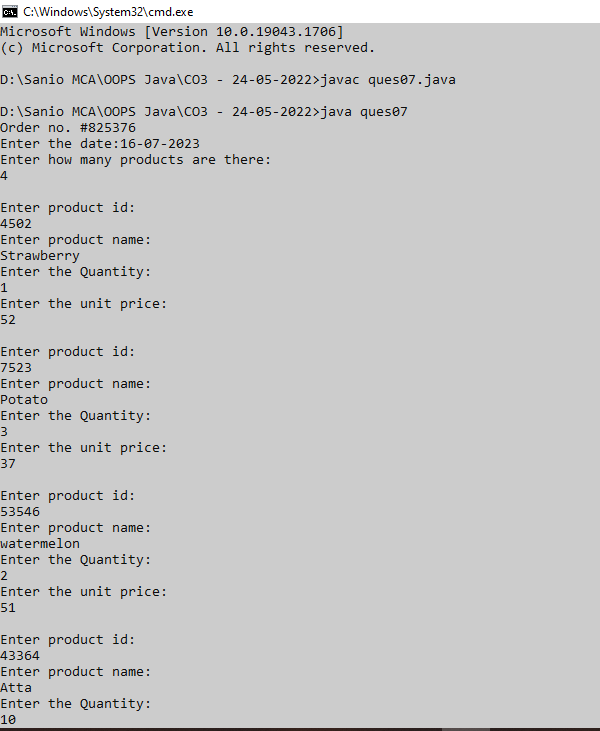 C:\Windows\System32\cmd.exe
Microsoft Windows [Version 10.0.19043.1706]
(c) Microsoft Corporation. All rights reserved.

D:\Sanio MCA\OOPS Java\CO3 - 24-05-2022>javac ques07.java

D:\Sanio MCA\OOPS Java\CO3 - 24-05-2022>java ques07
Order no. #825376
Enter the date:16-07-2023
Enter how many products are there:
4

Enter product id:
4502
Enter product name:
Strawberry
Enter the Quantity:
1
Enter the unit price:
52

Enter product id:
7523
Enter product name:
Potato
Enter the Quantity:
3
Enter the unit price:
37

Enter product id:
53546
Enter product name:
watermelon
Enter the Quantity:
2
Enter the unit price:
51

Enter product id:
43364
Enter product name:
Atta
Enter the Quantity:
10